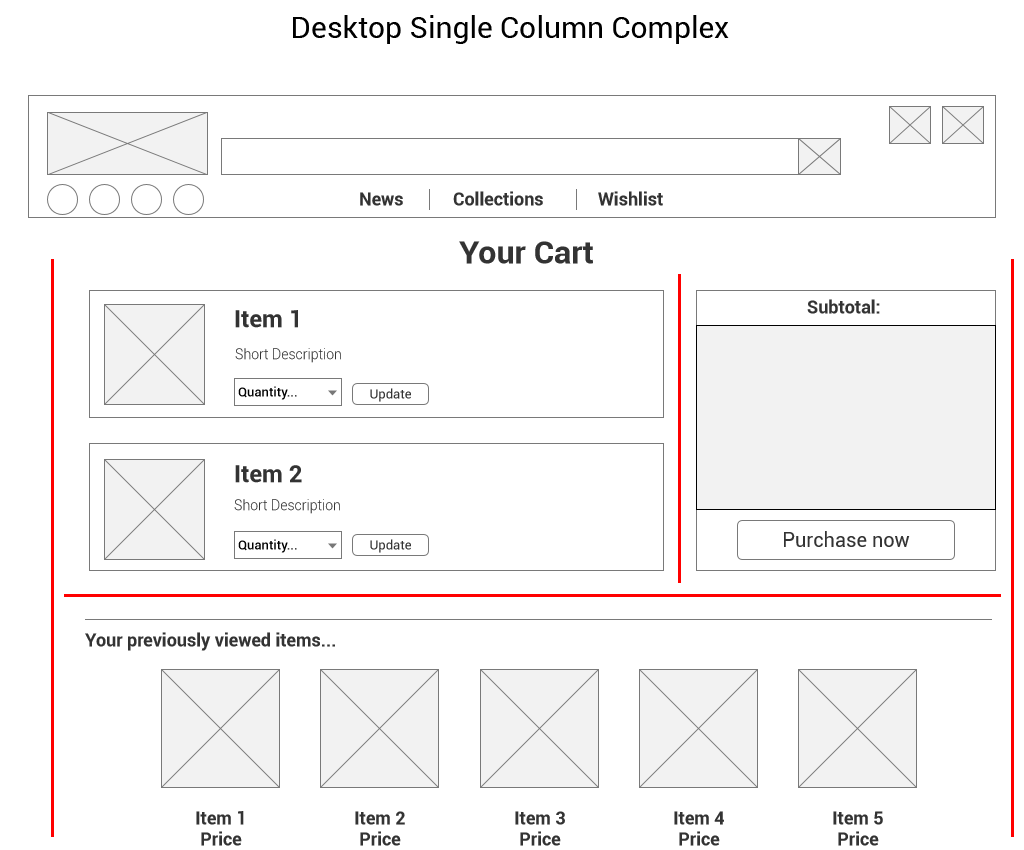 Desktop Single Column Complex
News
Collections
Wishlist
Your Cart
Item 1
Short Description
Quantity...
Update
Item 2
Short Description
Quantity...
Update
Subtotal:
Purchase now
Your previously viewed items...
Item 1
Price
Item 2
Price
Item 3
Price
Item 4
Price
Item 5
Price